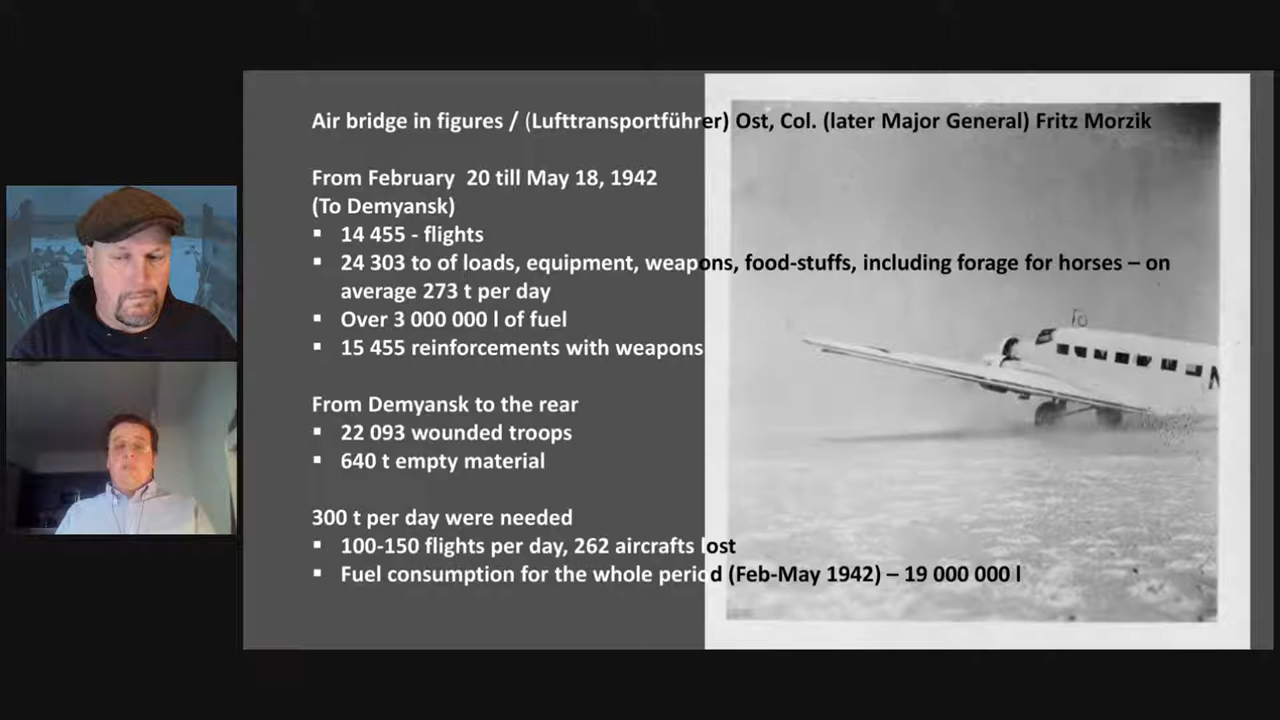 Air bridge in figures / (Lufttransportführer) Ost, Col. (later Major General) Fritz Morzik
From February 20 till May 18, 1942
(To Demyansk)
▪ 14 455 - flights
▪ 24 303 to of loads, equipment, weapons, food-stuffs, including forage for horses – on
average 273 t per day
▪ Over 3 000 000 l of fuel
▪ 15 455 reinforcements with weapons
From Demyansk to the rear
▪ 22 093 wounded troops
▪ 640 t empty material
300 t per day were needed
▪ 100-150 flights per day, 262 aircrafts lost
▪ Fuel consumption for the whole period (Feb-May 1942) – 19 000 000 l